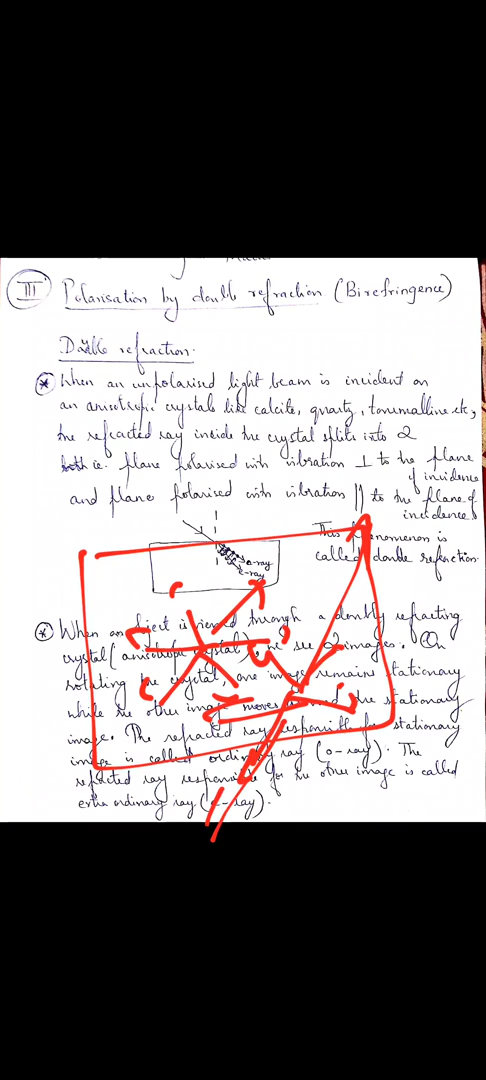 III
Polarisation by double refraction (Birefringence)
Double refraction.
* When an unpolarised light beam is incident on
an anisotropic crystals like calcite, quartz, tourmalline etc,
the refracted ray inside the crystal splits into 2
ie. plane polarised with vibration ⊥ to the plane
of incidence
and plane polarised with vibration || to the plane of
incidence.
This phenomenon is
called double refraction.
o-ray
e-ray
* When an object is viewed through a doubly refracting
crystal (anisotropic crystal), we see 2 images. On
rotating the crystal, one image remains stationary
while the other image moves around the stationary
image. The refracted ray responsible for stationary
image is called ordinary ray (o-ray). The
refracted ray responsible for the other image is called
extra ordinary ray (e-ray).